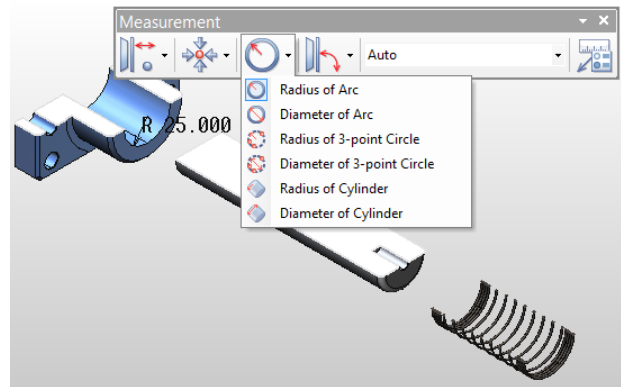 Measurement
Auto
Radius of Arc
Diameter of Arc
Radius of 3-point Circle
Diameter of 3-point Circle
Radius of Cylinder
Diameter of Cylinder
R 25.000